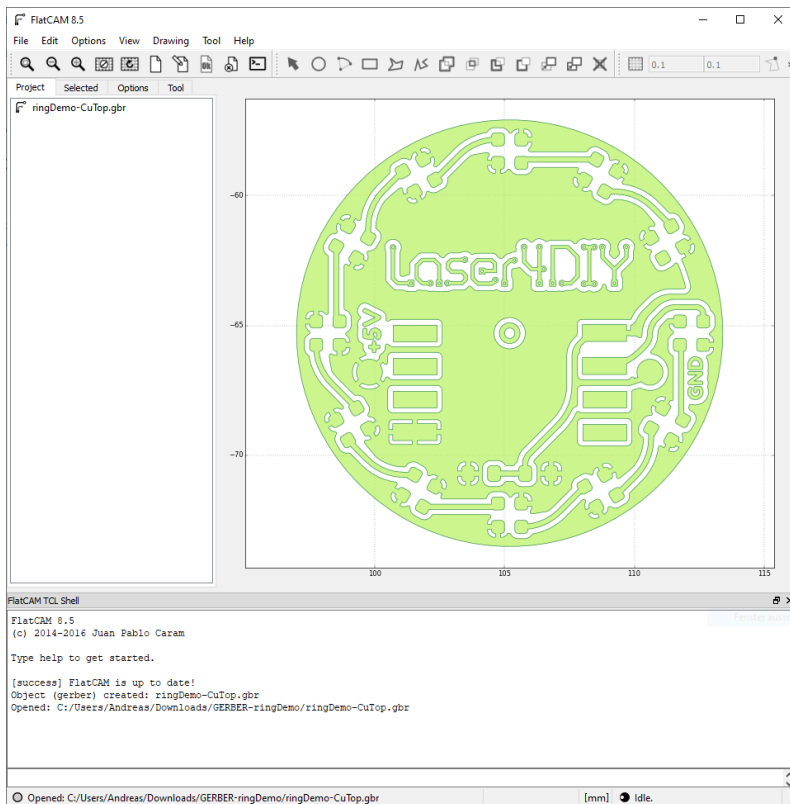 FlatCAM 8.5
File Edit Options View Drawing Tool Help
0.1 0.1
Project Selected Options Tool
ringDemo-CuTop.gbr
−60
−65
−70
100 105 110 115
Laser4DIY
+5V
GND
FlatCAM TCL Shell
FlatCAM 8.5
(c) 2014-2016 Juan Pablo Caram
Type help to get started.
[success] FlatCAM is up to date!
Object (gerber) created: ringDemo-CuTop.gbr
Opened: C:/Users/Andreas/Downloads/GERBER-ringDemo/ringDemo-CuTop.gbr
Opened: C:/Users/Andreas/Downloads/GERBER-ringDemo/ringDemo-CuTop.gbr [mm] Idle.